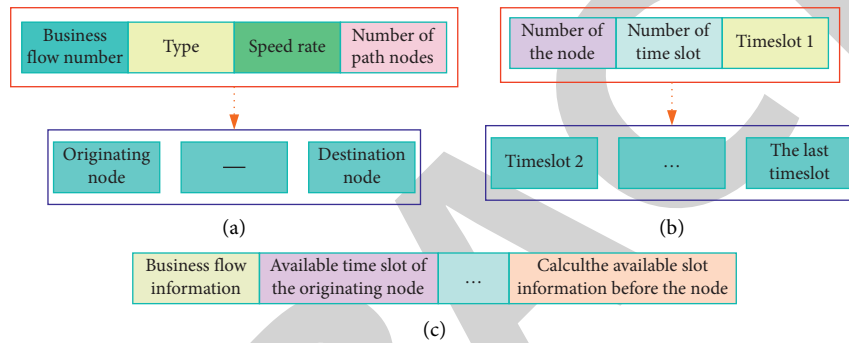 Business
flow number
Type
Speed rate
Number of
path nodes
Originating
node
—
Destination
node
(a)
Number of
the node
Number of
time slot
Timeslot 1
Timeslot 2
...
The last
timeslot
(b)
Business flow
information
Available time slot of
the originating node
...
Calculthe available slot
information before the node
(c)